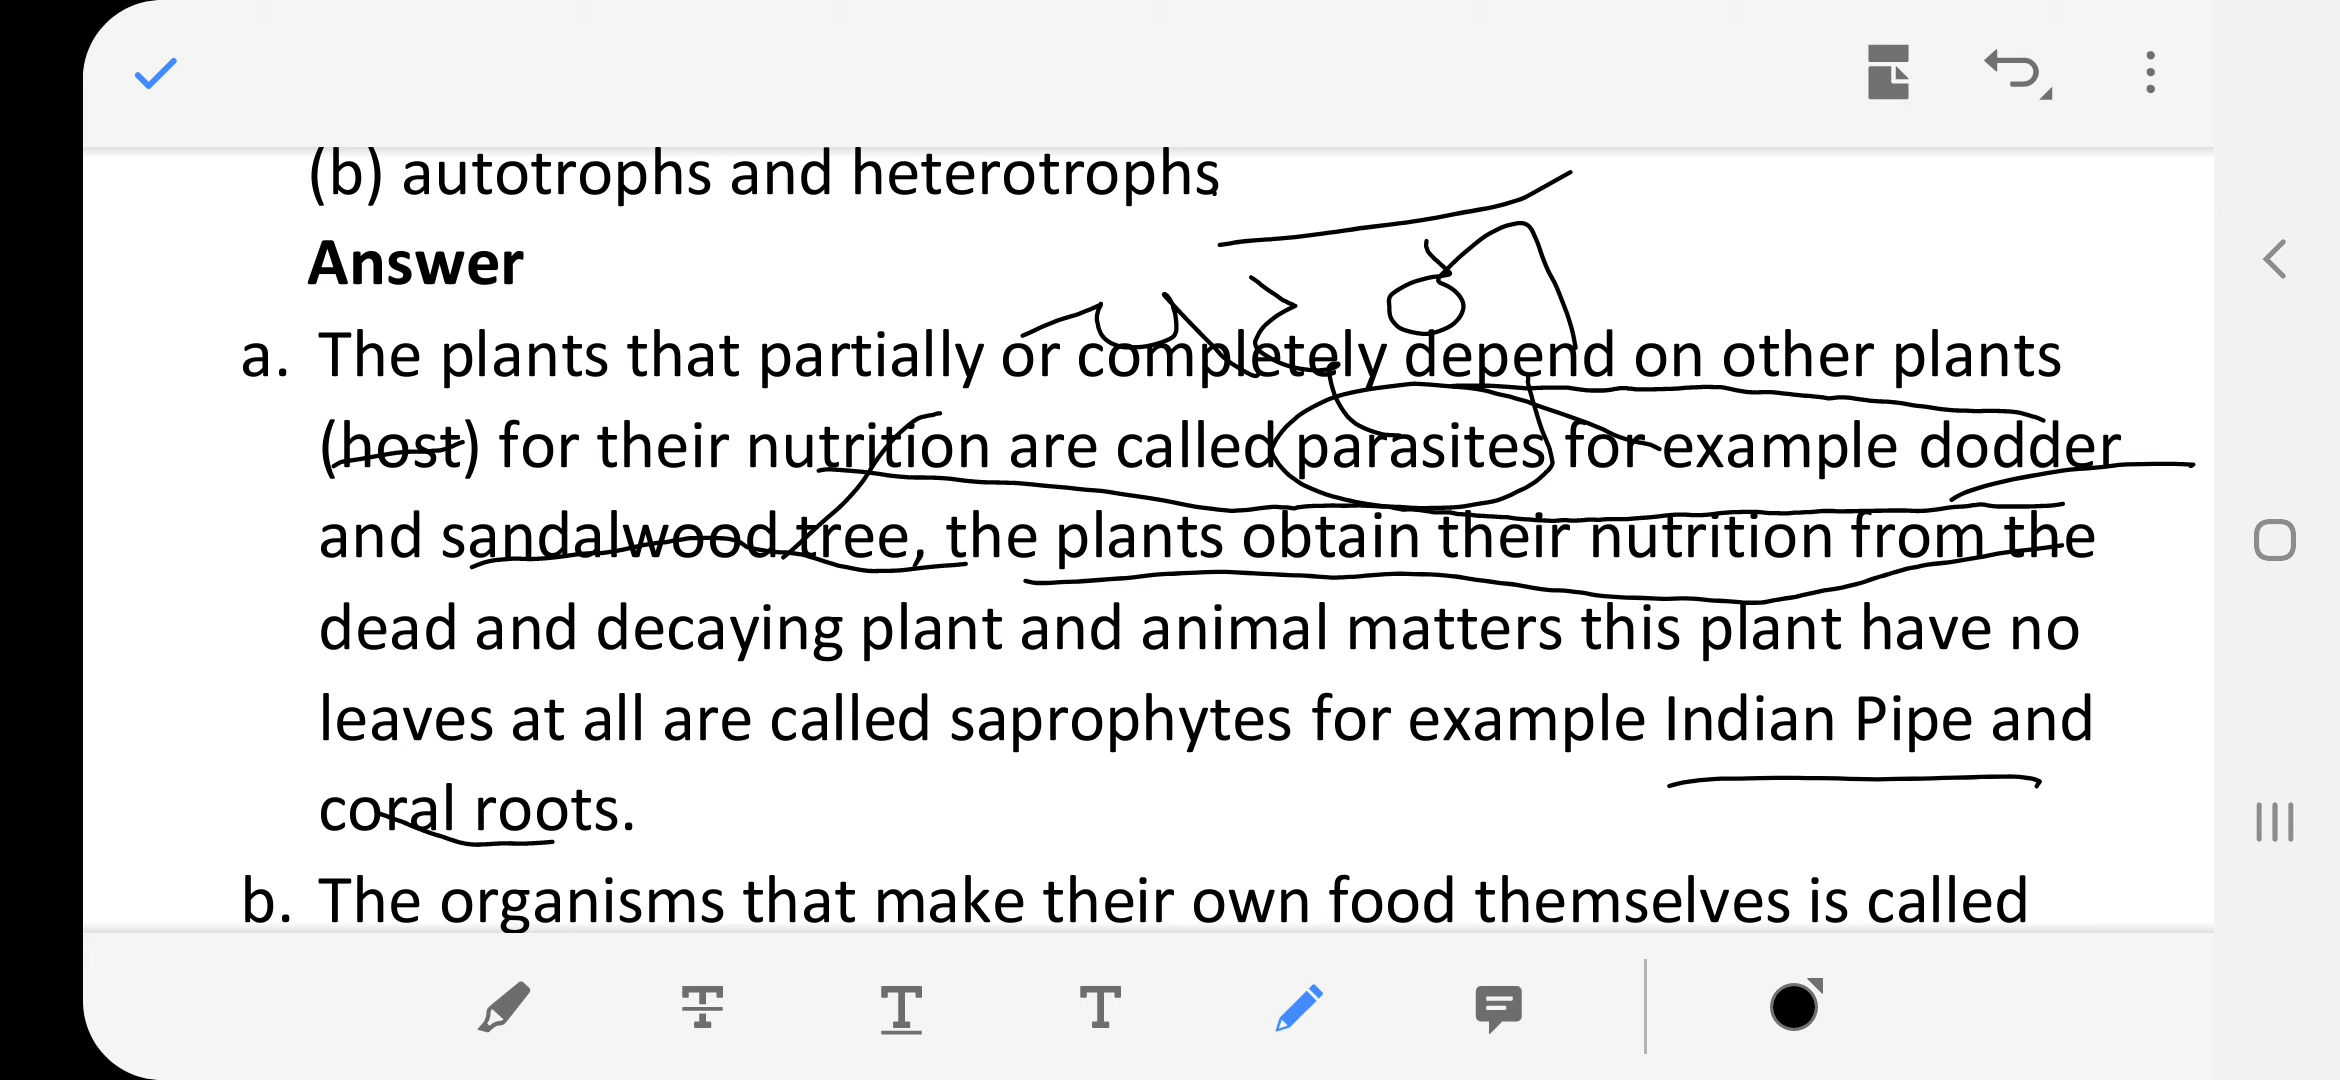 (b) autotrophs and heterotrophs
Answer
a. The plants that partially or completely depend on other plants
(host) for their nutrition are called parasites for example dodder
and sandalwood tree, the plants obtain their nutrition from the
dead and decaying plant and animal matters this plant have no
leaves at all are called saprophytes for example Indian Pipe and
coral roots.
b. The organisms that make their own food themselves is called